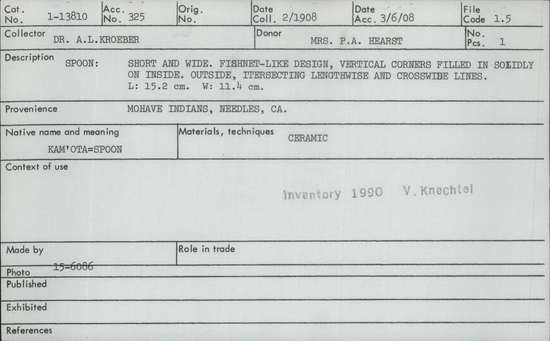 Cat. No. 1-13810 Acc. No. 325 Orig. No. Date Coll. 2/1908 Date Acc. 3/6/08 File Code 1.5
Collector DR. A.L.KROEBER Donor MRS. P.A. HEARST No. Pcs. 1
Description SPOON: SHORT AND WIDE. FISHNET-LIKE DESIGN, VERTICAL CORNERS FILLED IN SOLIDLY
ON INSIDE. OUTSIDE, ITERSECTING LENGTHWISE AND CROSSWISE LINES.
L: 15.2 cm. W: 11.4 cm.
Provenience MOHAVE INDIANS, NEEDLES, CA.
Native name and meaning Materials, techniques CERAMIC
KAM'OTA=SPOON
Context of use
Inventory 1990 V. Knechtel
Made by Role in trade
Photo 15-6086
Published
Exhibited
References